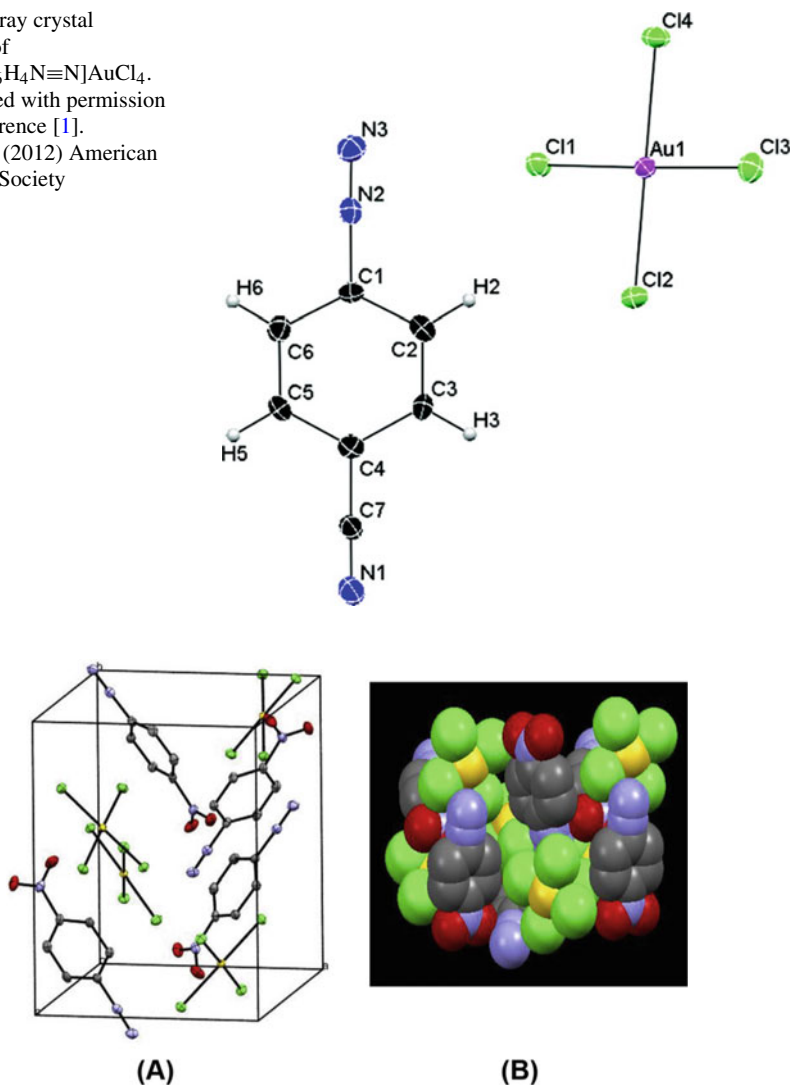 ray crystal
of
H₄N≡N]AuCl₄.
ed with permission
erence [1].
(2012) American
Society
N3
N2
C1
H6
H2
C6
C2
C5
C3
H5
H3
C4
C7
N1
Cl4
Cl1
Au1
Cl3
Cl2
(A)
(B)